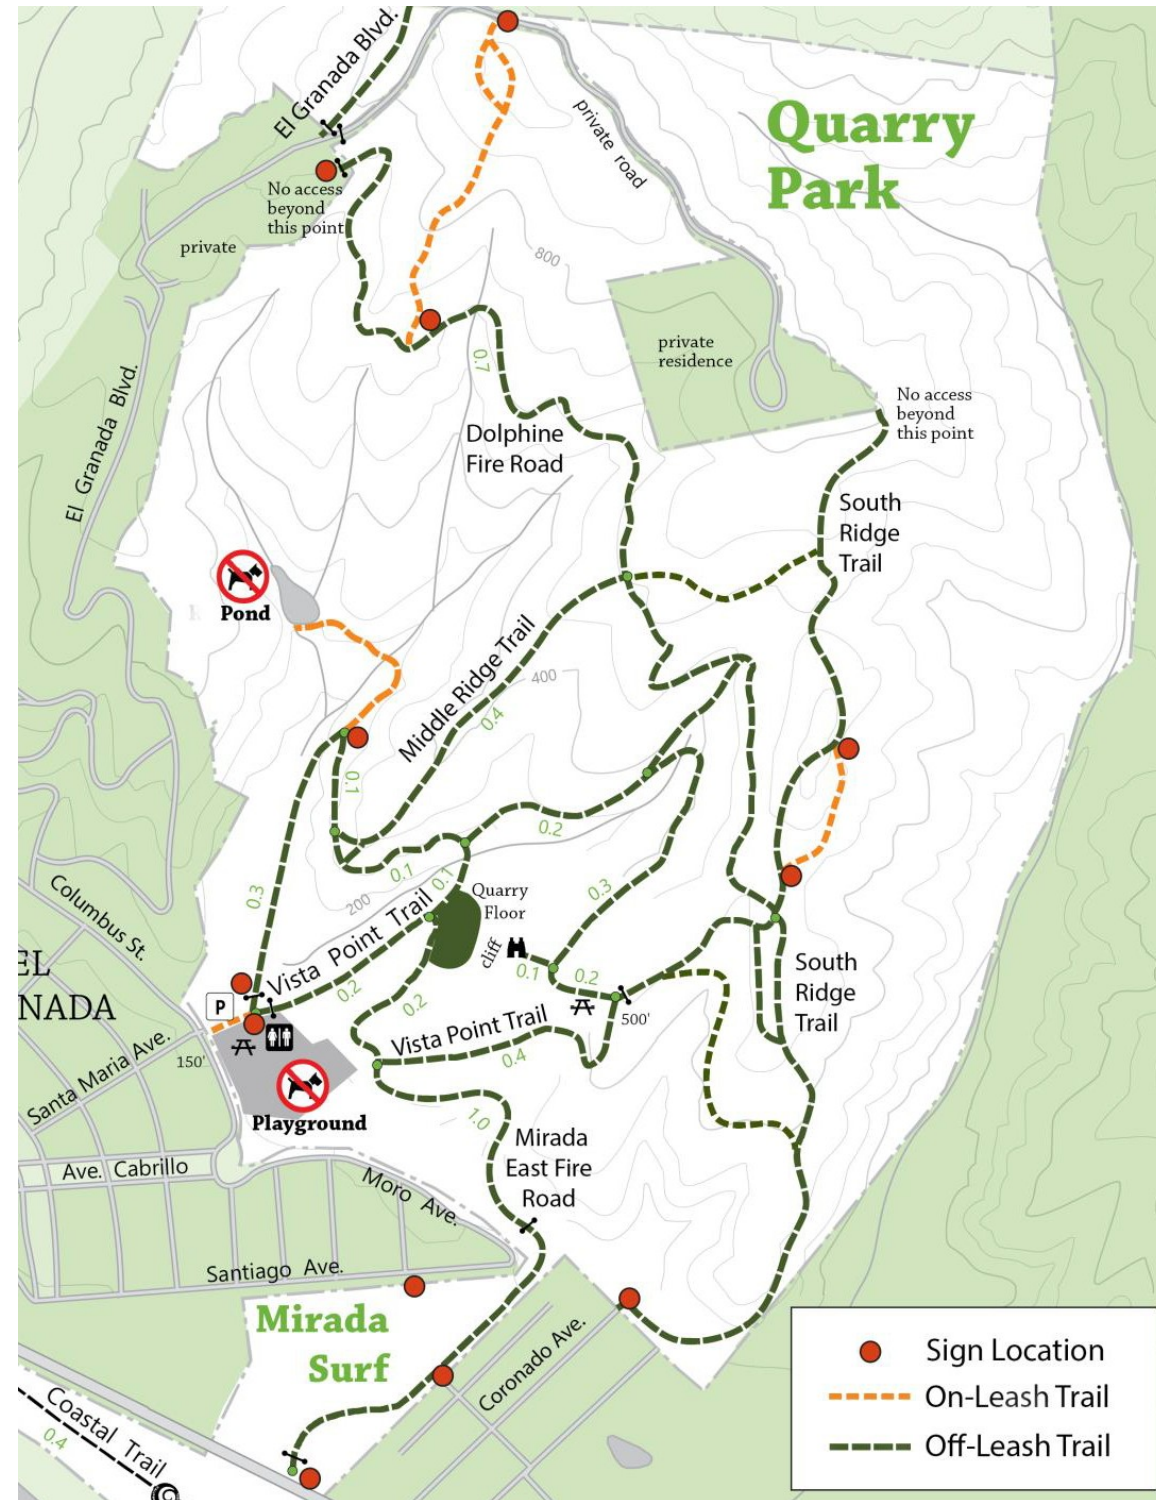 El Granada Blvd.
Quarry
Park
private road
No access
beyond
this point
private
800
private
residence
No access
beyond
this point
El Granada Blvd.
0.7
Dolphine
Fire Road
South
Ridge
Trail
Pond
Middle Ridge Trail
400
0.4
0.1
0.2
0.1
0.1
0.3
200
Quarry
Floor
cliff
0.3
Columbus St.
EL
NADA
Vista Point Trail
0.2
0.1
0.2
P
0.2
500'
South
Ridge
Trail
Vista Point Trail
0.4
Santa Maria Ave.
150'
Playground
1.0
Mirada
East Fire
Road
Ave. Cabrillo
Moro Ave.
Santiago Ave.
Mirada
Surf
Coronado Ave.
Coastal Trail
0.4
Sign Location
On-Leash Trail
Off-Leash Trail